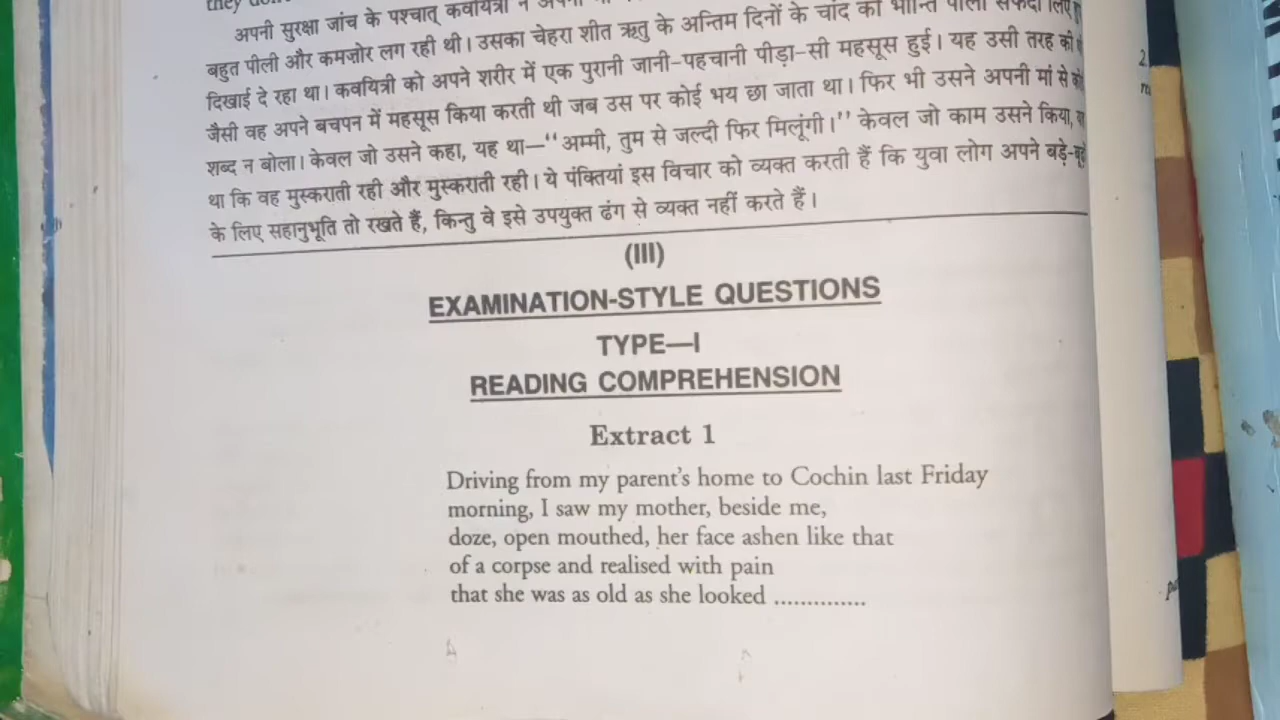 they don
अपनी सुरक्षा जांच के पश्चात् कवयित्री ने
बहुत पीली और कमज़ोर लग रही थी। उसका चेहरा शीत ऋतु के अन्तिम दिनों के चांद की भान्ति पीली सफेदी लिए
दिखाई दे रहा था। कवयित्री को अपने शरीर में एक पुरानी जानी-पहचानी पीड़ा-सी महसूस हुई। यह उसी तरह की
जैसी वह अपने बचपन में महसूस किया करती थी जब उस पर कोई भय छा जाता था। फिर भी उसने अपनी मां से
शब्द न बोला। केवल जो उसने कहा, यह था—‘‘अम्मी, तुम से जल्दी फिर मिलूंगी।’’ केवल जो काम उसने किया,
था कि वह मुस्कराती रही और मुस्कराती रही। ये पंक्तियां इस विचार को व्यक्त करती हैं कि युवा लोग अपने बड़े-
के लिए सहानुभूति तो रखते हैं, किन्तु वे इसे उपयुक्त ढंग से व्यक्त नहीं करते हैं।
(III)
EXAMINATION-STYLE QUESTIONS
TYPE—I
READING COMPREHENSION
Extract 1
Driving from my parent's home to Cochin last Friday
morning, I saw my mother, beside me,
doze, open mouthed, her face ashen like that
of a corpse and realised with pain
that she was as old as she looked ..............
2.